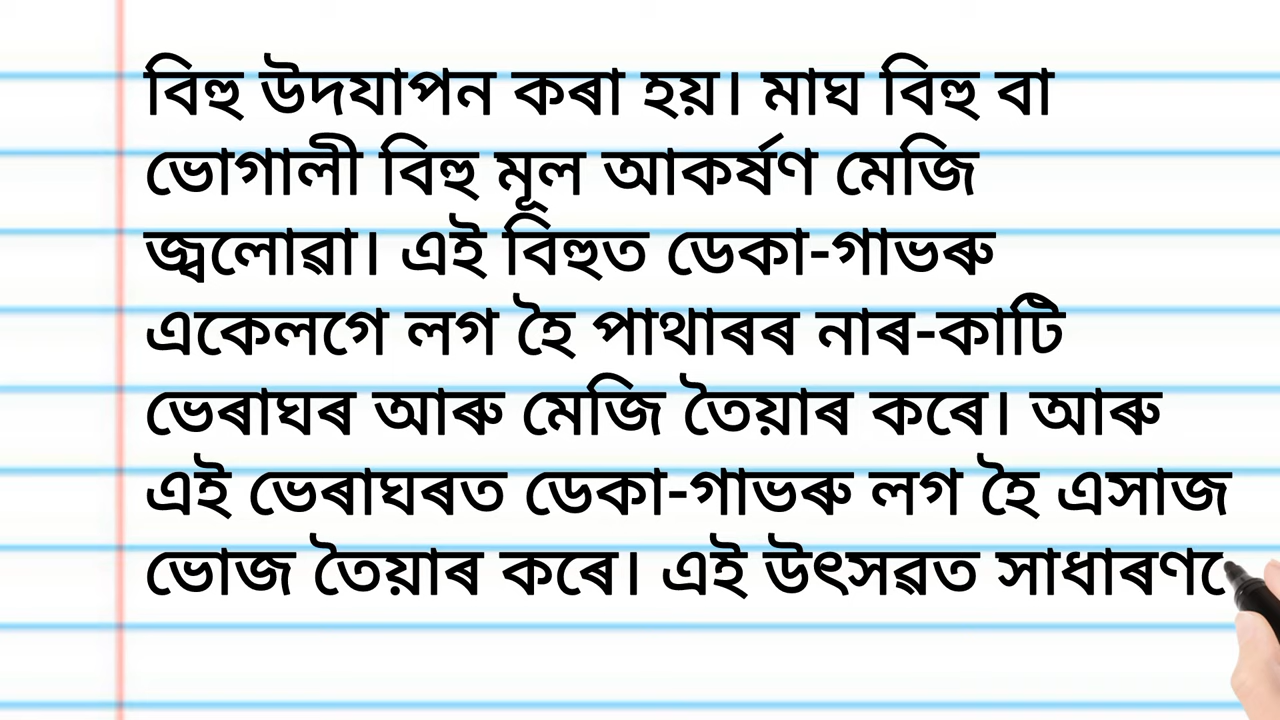 বিহু উদযাপন কৰা হয়। মাঘ বিহু বা
ভোগালী বিহু মূল আকৰ্ষণ মেজি
জ্বলোৱা। এই বিহুত ডেকা-গাভৰু
একেলগে লগ হৈ পাথাৰৰ নাৰ-কাটি
ভেৰাঘৰ আৰু মেজি তৈয়াৰ কৰে। আৰু
এই ভেৰাঘৰত ডেকা-গাভৰু লগ হৈ এসাজ
ভোজ তৈয়াৰ কৰে। এই উৎসৱত সাধাৰণে